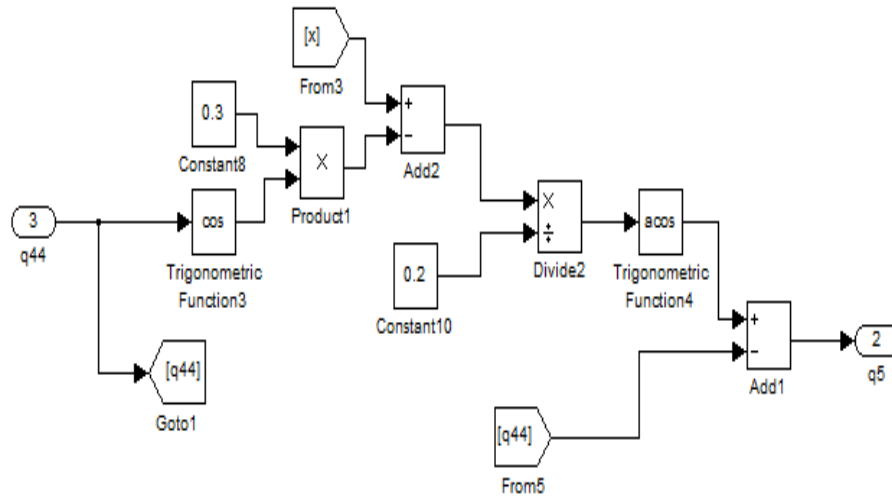 [x]
From3
+
−
Add2
0.3
Constant8
×
Product1
3
q44
cos
Trigonometric
Function3
[q44]
Goto1
0.2
Constant10
×
÷
Divide2
acos
Trigonometric
Function4
[q44]
From5
+
−
Add1
2
q5